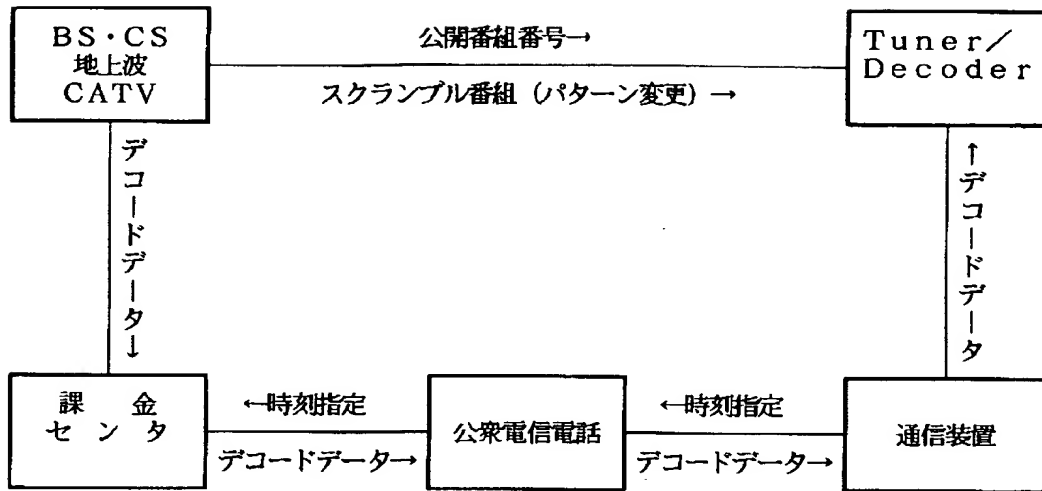 BS・CS
地上波
CATV
公開番組番号→
スクランブル番組（パターン変更）→
Tuner／
Decoder
デコードデータ↓
↑デコードデータ
課　金
センタ
←時刻指定
デコードデータ→
公衆電信電話
←時刻指定
デコードデータ→
通信装置